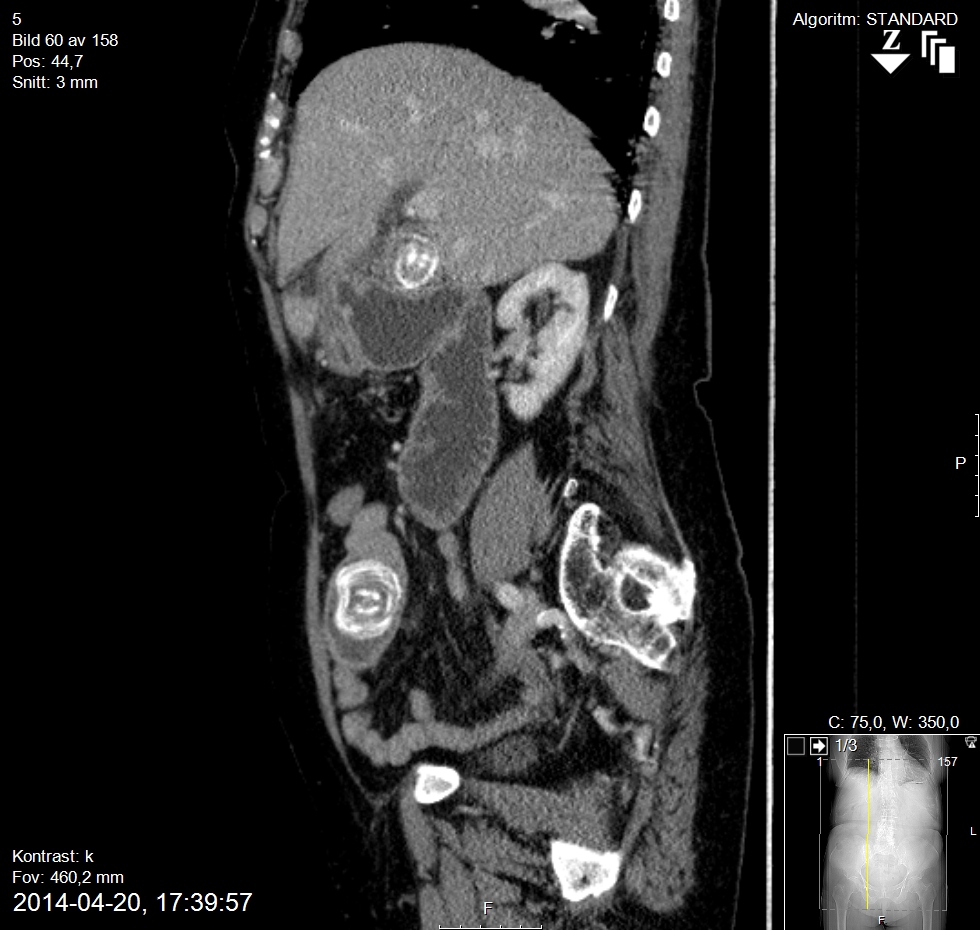 5
Bild 60 av 158
Pos: 44,7
Snitt: 3 mm
Algoritm: STANDARD
Z
P
C: 75,0, W: 350,0
1/3
1
157
L
F
Kontrast: k
Fov: 460,2 mm
2014-04-20, 17:39:57
F